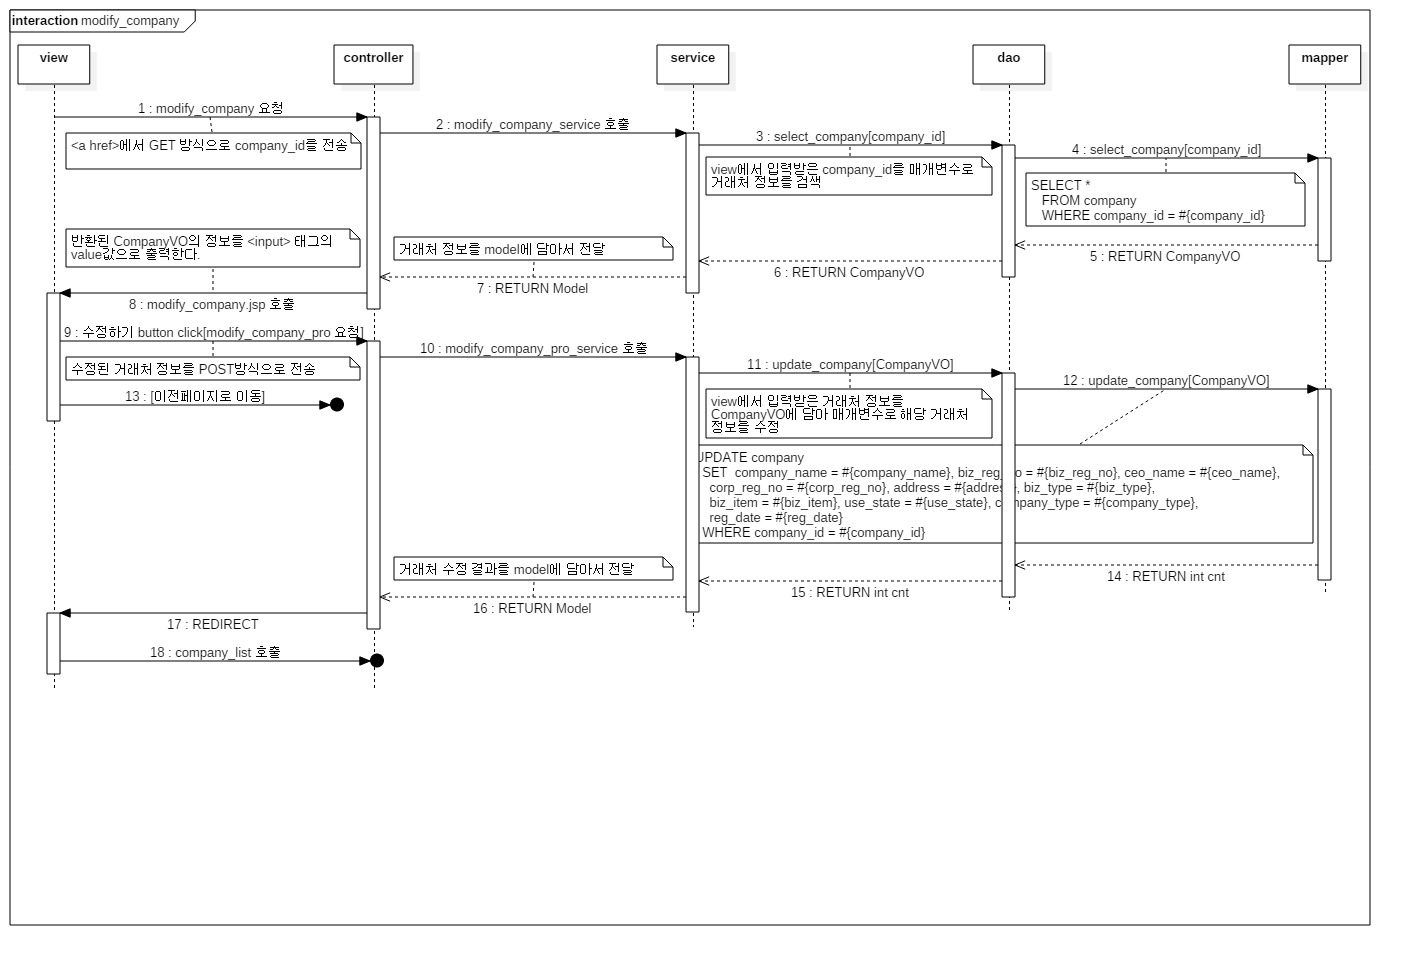 interaction modify_company
view
controller
service
dao
mapper
1 : modify_company 요청
<a href>에서 GET 방식으로 company_id를 전송
2 : modify_company_service 호출
3 : select_company[company_id]
view에서 입력받은 company_id를 매개변수로
거래처 정보를 검색
4 : select_company[company_id]
SELECT *
FROM company
WHERE company_id = #{company_id}
5 : RETURN CompanyVO
6 : RETURN CompanyVO
거래처 정보를 model에 담아서 전달
7 : RETURN Model
반환된 CompanyVO의 정보를 <input> 태그의
value값으로 출력한다.
8 : modify_company.jsp 호출
9 : 수정하기 button click[modify_company_pro 요청]
수정된 거래처 정보를 POST방식으로 전송
13 : [이전페이지로 이동]
10 : modify_company_pro_service 호출
11 : update_company[CompanyVO]
view에서 입력받은 거래처 정보를
CompanyVO에 담아 매개변수로 해당 거래처
정보를 수정
12 : update_company[CompanyVO]
UPDATE company
SET company_name = #{company_name}, biz_reg_no = #{biz_reg_no}, ceo_name = #{ceo_name},
corp_reg_no = #{corp_reg_no}, address = #{address}, biz_type = #{biz_type},
biz_item = #{biz_item}, use_state = #{use_state}, company_type = #{company_type},
reg_date = #{reg_date}
WHERE company_id = #{company_id}
14 : RETURN int cnt
15 : RETURN int cnt
거래처 수정 결과를 model에 담아서 전달
16 : RETURN Model
17 : REDIRECT
18 : company_list 호출